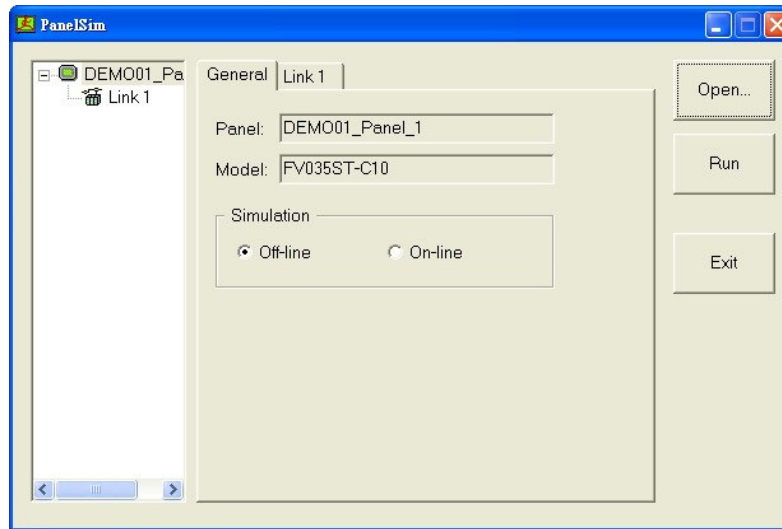 PanelSim
DEMO01_Pa
Link 1
General
Link 1
Panel:
DEMO01_Panel_1
Model:
FV035ST-C10
Simulation
Off-line
On-line
Open...
Run
Exit